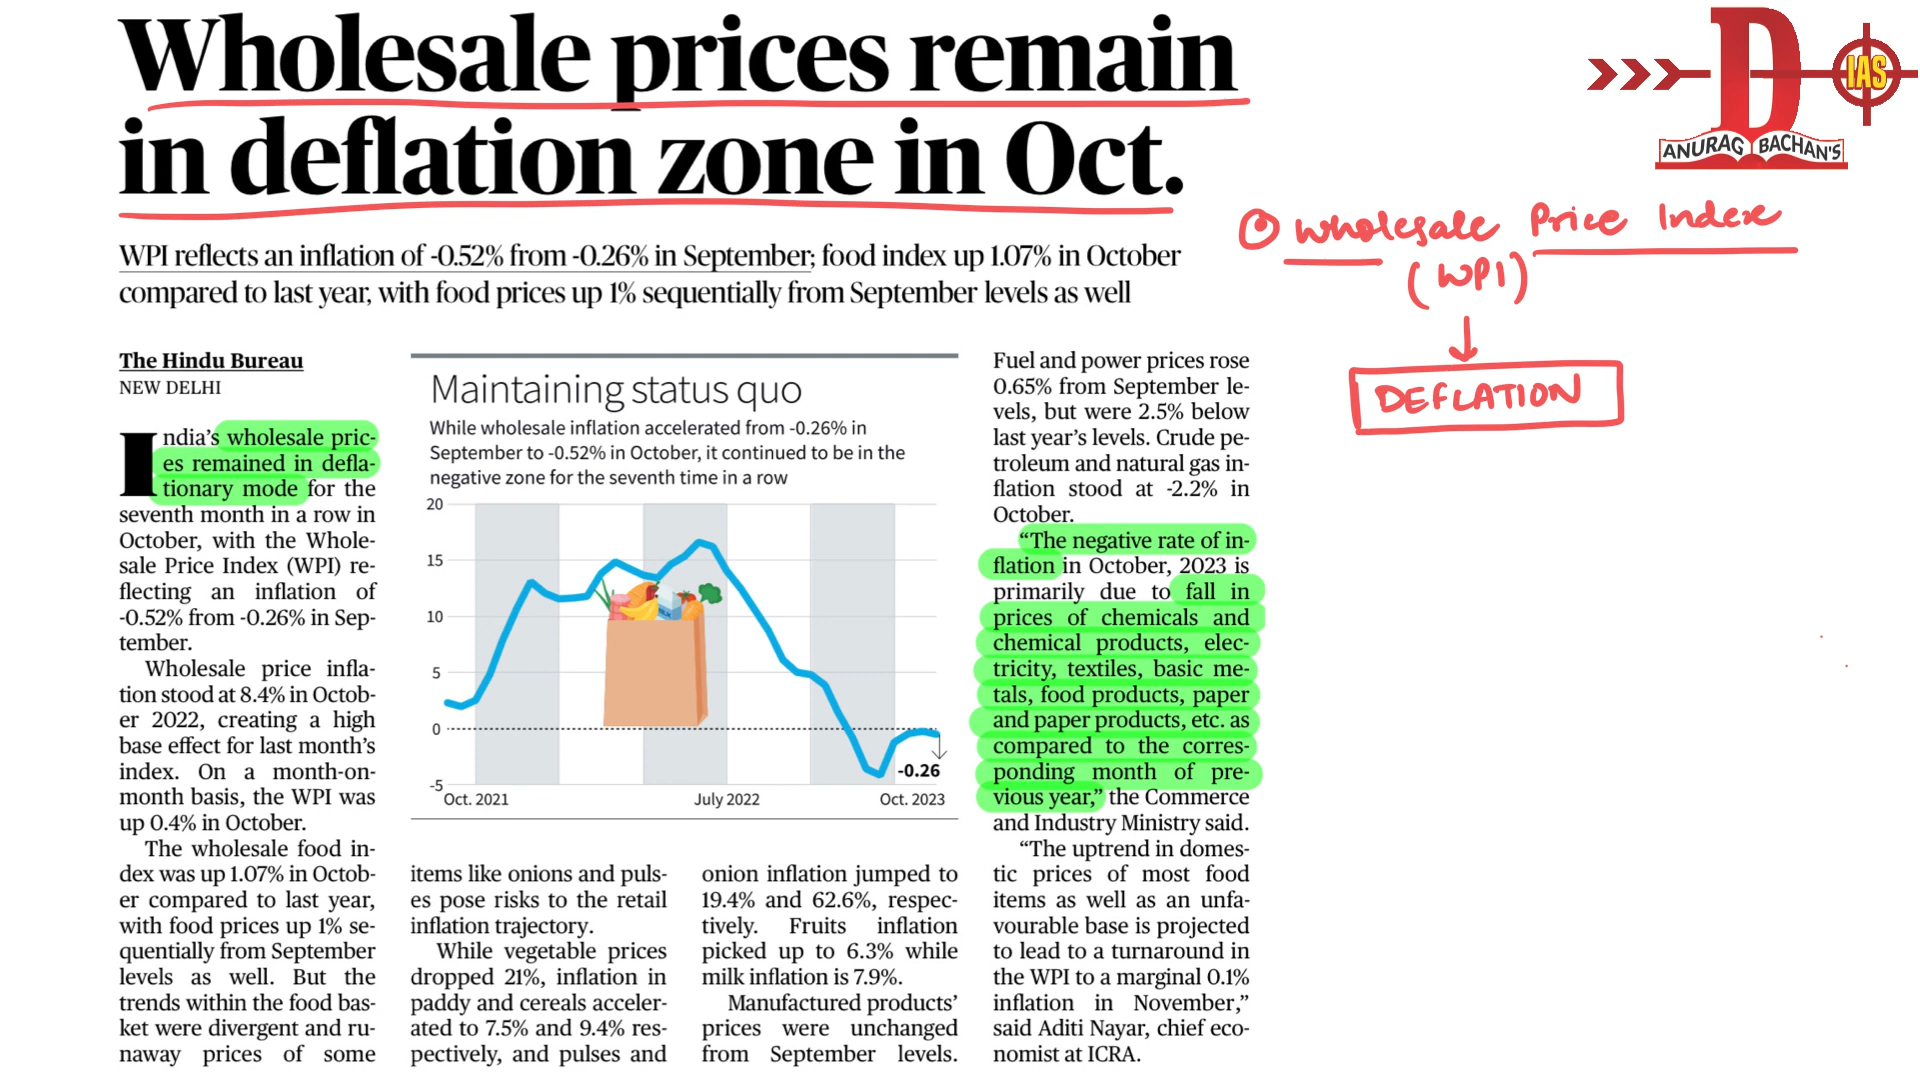 Wholesale prices remain
in deflation zone in Oct.
WPI reflects an inflation of -0.52% from -0.26% in September; food index up 1.07% in October
compared to last year, with food prices up 1% sequentially from September levels as well
The Hindu Bureau
NEW DELHI
India's wholesale pric-
es remained in defla-
tionary mode for the
seventh month in a row in
October, with the Whole-
sale Price Index (WPI) re-
flecting an inflation of
-0.52% from -0.26% in Sep-
tember.
Wholesale price infla-
tion stood at 8.4% in Octob-
er 2022, creating a high
base effect for last month's
index. On a month-on-
month basis, the WPI was
up 0.4% in October.
The wholesale food in-
dex was up 1.07% in Octob-
er compared to last year,
with food prices up 1% se-
quentially from September
levels as well. But the
trends within the food bas-
ket were divergent and ru-
naway prices of some
Maintaining status quo
While wholesale inflation accelerated from -0.26% in
September to -0.52% in October, it continued to be in the
negative zone for the seventh time in a row
20
15
10
5
0
-5
MILK
-0.26
Oct. 2021
July 2022
Oct. 2023
items like onions and puls-
es pose risks to the retail
inflation trajectory.
While vegetable prices
dropped 21%, inflation in
paddy and cereals acceler-
ated to 7.5% and 9.4% res-
pectively, and pulses and
onion inflation jumped to
19.4% and 62.6%, respec-
tively. Fruits inflation
picked up to 6.3% while
milk inflation is 7.9%.
Manufactured products'
prices were unchanged
from September levels.
Fuel and power prices rose
0.65% from September le-
vels, but were 2.5% below
last year's levels. Crude pe-
troleum and natural gas in-
flation stood at -2.2% in
October.
"The negative rate of in-
flation in October, 2023 is
primarily due to fall in
prices of chemicals and
chemical products, elec-
tricity, textiles, basic me-
tals, food products, paper
and paper products, etc. as
compared to the corres-
ponding month of pre-
vious year," the Commerce
and Industry Ministry said.
"The uptrend in domes-
tic prices of most food
items as well as an unfa-
vourable base is projected
to lead to a turnaround in
the WPI to a marginal 0.1%
inflation in November,"
said Aditi Nayar, chief eco-
nomist at ICRA.
D
IAS
ANURAG BACHAN'S
Wholesale Price Index
(WPI)
DEFLATION